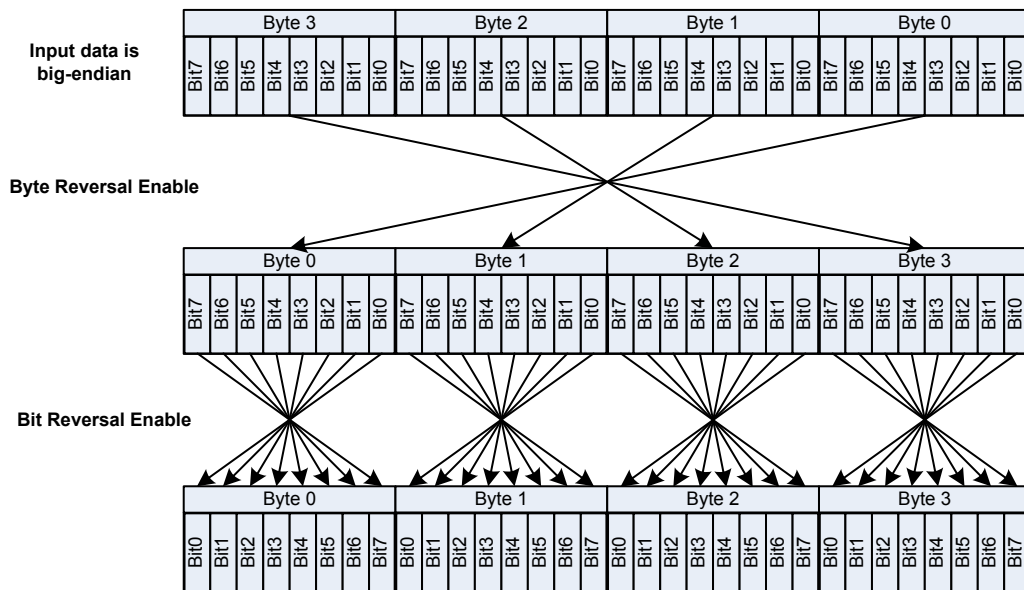 Byte 3 Byte 2 Byte 1 Byte 0
Input data is
big-endian
Bit7 Bit6 Bit5 Bit4 Bit3 Bit2 Bit1 Bit0 Bit7 Bit6 Bit5 Bit4 Bit3 Bit2 Bit1 Bit0 Bit7 Bit6 Bit5 Bit4 Bit3 Bit2 Bit1 Bit0 Bit7 Bit6 Bit5 Bit4 Bit3 Bit2 Bit1 Bit0
Byte Reversal Enable
Byte 0 Byte 1 Byte 2 Byte 3
Bit7 Bit6 Bit5 Bit4 Bit3 Bit2 Bit1 Bit0 Bit7 Bit6 Bit5 Bit4 Bit3 Bit2 Bit1 Bit0 Bit7 Bit6 Bit5 Bit4 Bit3 Bit2 Bit1 Bit0 Bit7 Bit6 Bit5 Bit4 Bit3 Bit2 Bit1 Bit0
Bit Reversal Enable
Byte 0 Byte 1 Byte 2 Byte 3
Bit0 Bit1 Bit2 Bit3 Bit4 Bit5 Bit6 Bit7 Bit0 Bit1 Bit2 Bit3 Bit4 Bit5 Bit6 Bit7 Bit0 Bit1 Bit2 Bit3 Bit4 Bit5 Bit6 Bit7 Bit0 Bit1 Bit2 Bit3 Bit4 Bit5 Bit6 Bit7